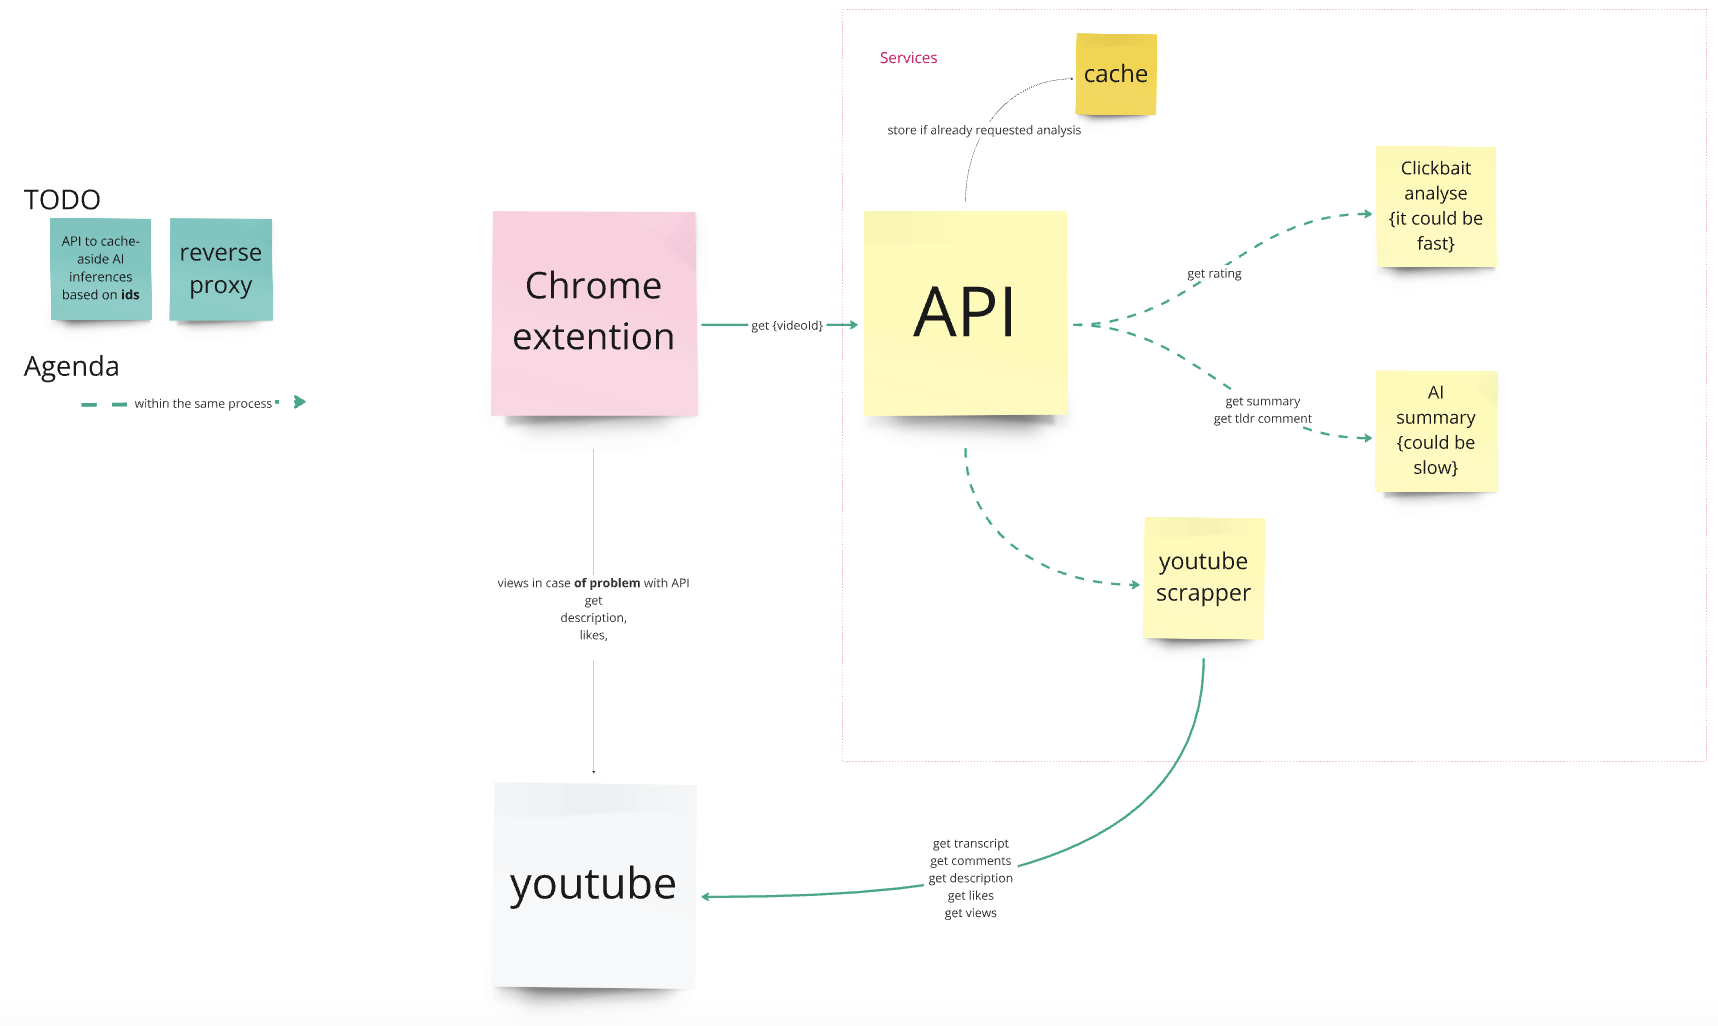 Services
cache
store if already requested analysis
TODO
API to cache-
aside AI
inferences
based on ids
reverse
proxy
Agenda
within the same process
Chrome
extention
get {videoId}
API
get rating
Clickbait
analyse
{it could be
fast}
get summary
get tldr comment
AI
summary
{could be
slow}
youtube
scrapper
views in case of problem with API
get
description,
likes,
youtube
get transcript
get comments
get description
get likes
get views